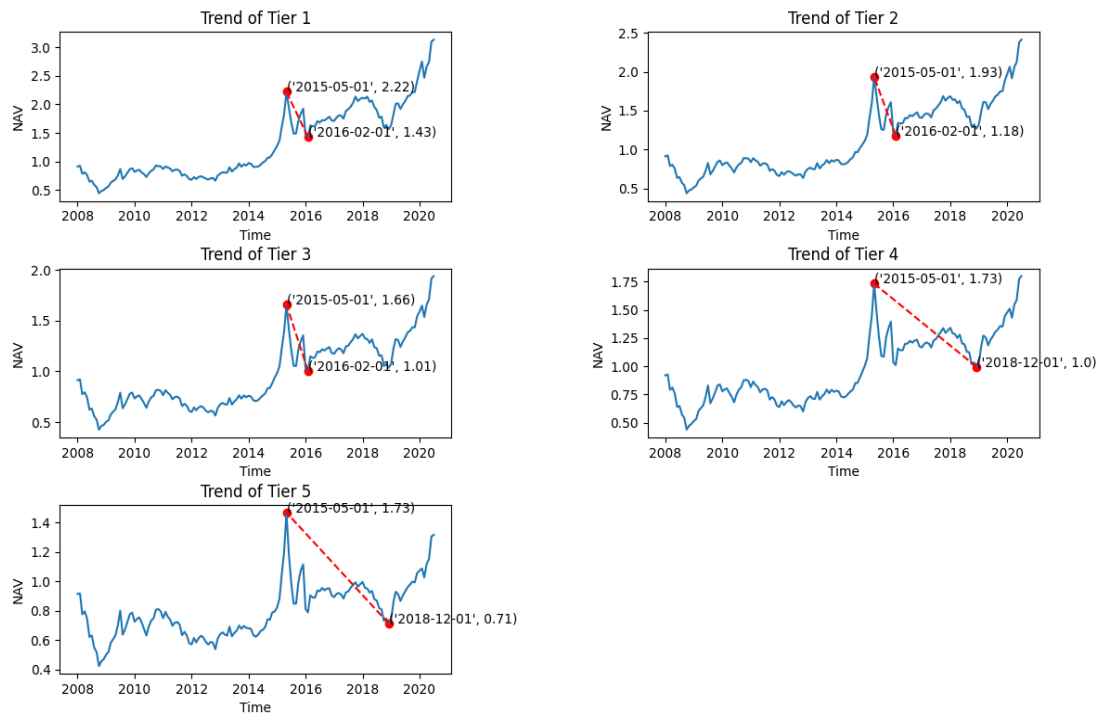 Trend of Tier 1
3.0
2.5
2.0
1.5
1.0
0.5
NAV
('2015-05-01', 2.22)
('2016-02-01', 1.43)
2008 2010 2012 2014 2016 2018 2020
Time
Trend of Tier 2
2.5
2.0
1.5
1.0
0.5
NAV
('2015-05-01', 1.93)
('2016-02-01', 1.18)
2008 2010 2012 2014 2016 2018 2020
Time
Trend of Tier 3
2.0
1.5
1.0
0.5
NAV
('2015-05-01', 1.66)
('2016-02-01', 1.01)
2008 2010 2012 2014 2016 2018 2020
Time
Trend of Tier 4
1.75
1.50
1.25
1.00
0.75
0.50
NAV
('2015-05-01', 1.73)
('2018-12-01', 1.0)
2008 2010 2012 2014 2016 2018 2020
Time
Trend of Tier 5
1.4
1.2
1.0
0.8
0.6
0.4
NAV
('2015-05-01', 1.73)
('2018-12-01', 0.71)
2008 2010 2012 2014 2016 2018 2020
Time